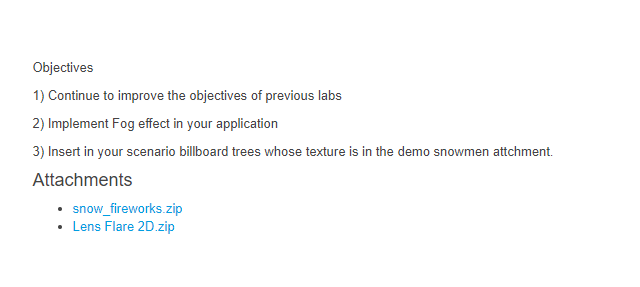 Objectives
1) Continue to improve the objectives of previous labs
2) Implement Fog effect in your application
3) Insert in your scenario billboard trees whose texture is in the demo snowmen attchment.
Attachments
snow_fireworks.zip
Lens Flare 2D.zip